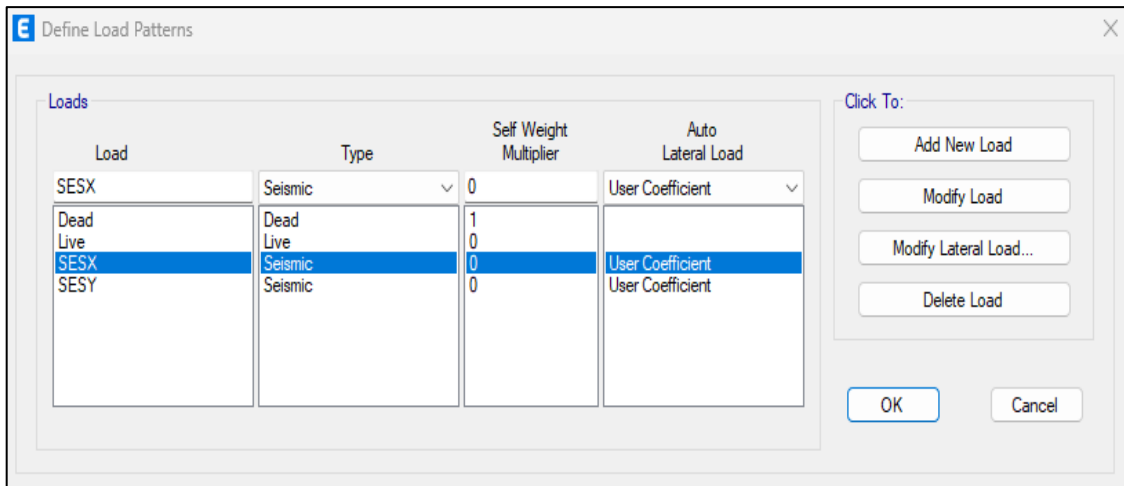 E Define Load Patterns
Loads
Click To:
Load Type Self Weight Multiplier Auto Lateral Load
SESX Seismic 0 User Coefficient
Dead Dead 1
Live Live 0
SESX Seismic 0 User Coefficient
SESY Seismic 0 User Coefficient
Add New Load
Modify Load
Modify Lateral Load...
Delete Load
OK Cancel